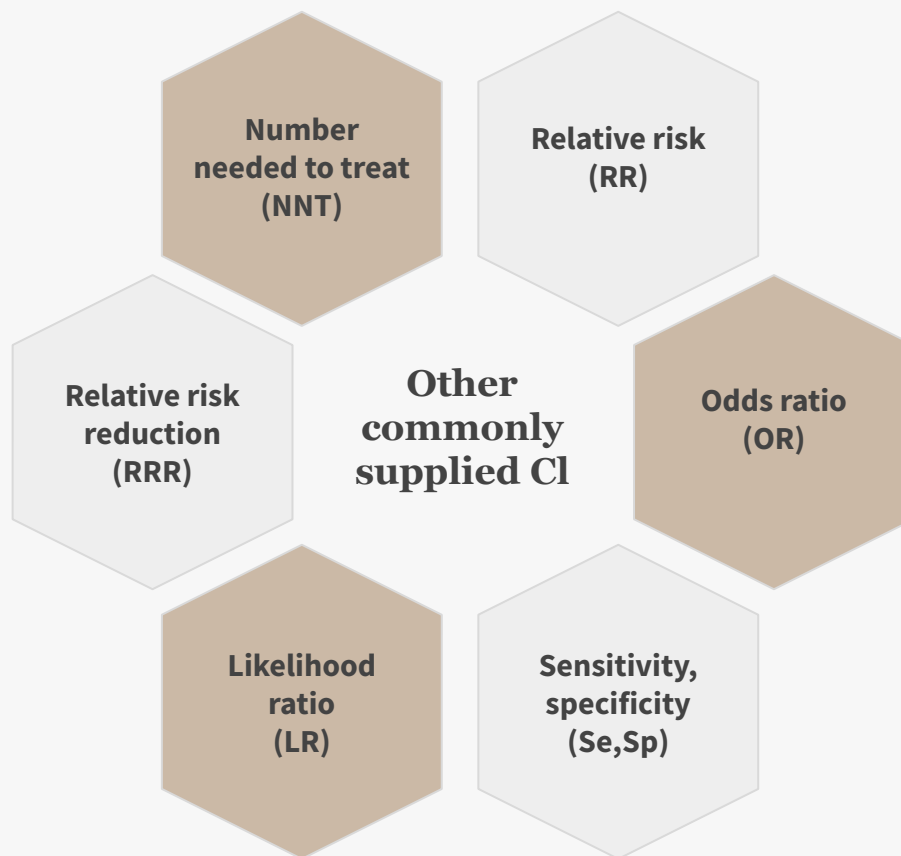 Number
needed to treat
(NNT)
Relative risk
(RR)
Relative risk
reduction
(RRR)
Other
commonly
supplied Cl
Odds ratio
(OR)
Likelihood
ratio
(LR)
Sensitivity,
specificity
(Se,Sp)